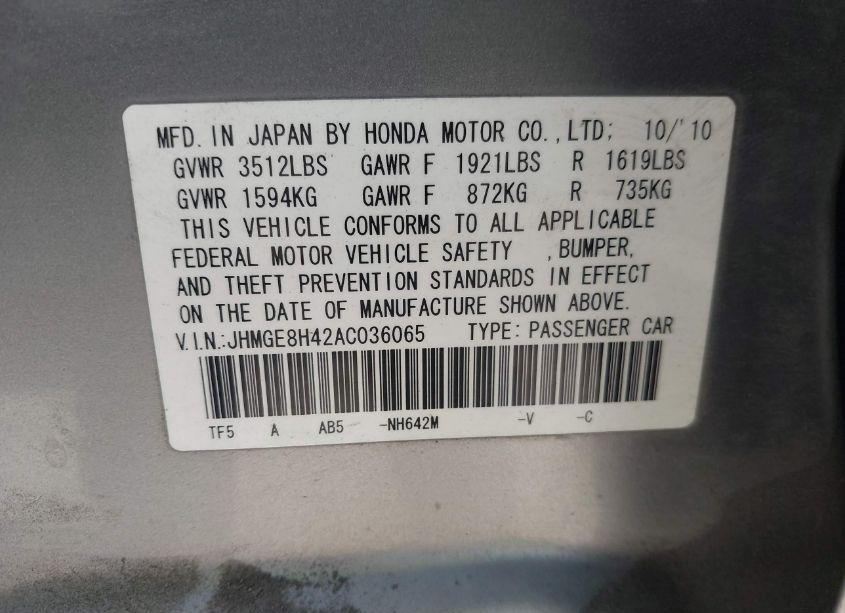 MFD. IN JAPAN BY HONDA MOTOR CO.,LTD; 10/'10
GVWR 3512LBS GAWR F 1921LBS R 1619LBS
GVWR 1594KG GAWR F 872KG R 735KG
THIS VEHICLE CONFORMS TO ALL APPLICABLE
FEDERAL MOTOR VEHICLE SAFETY , BUMPER,
AND THEFT PREVENTION STANDARDS IN EFFECT
ON THE DATE OF MANUFACTURE SHOWN ABOVE.
V.I.N.:JHMGE8H42AC036065 TYPE: PASSENGER CAR
TF5 A AB5 -NH642M -V -C